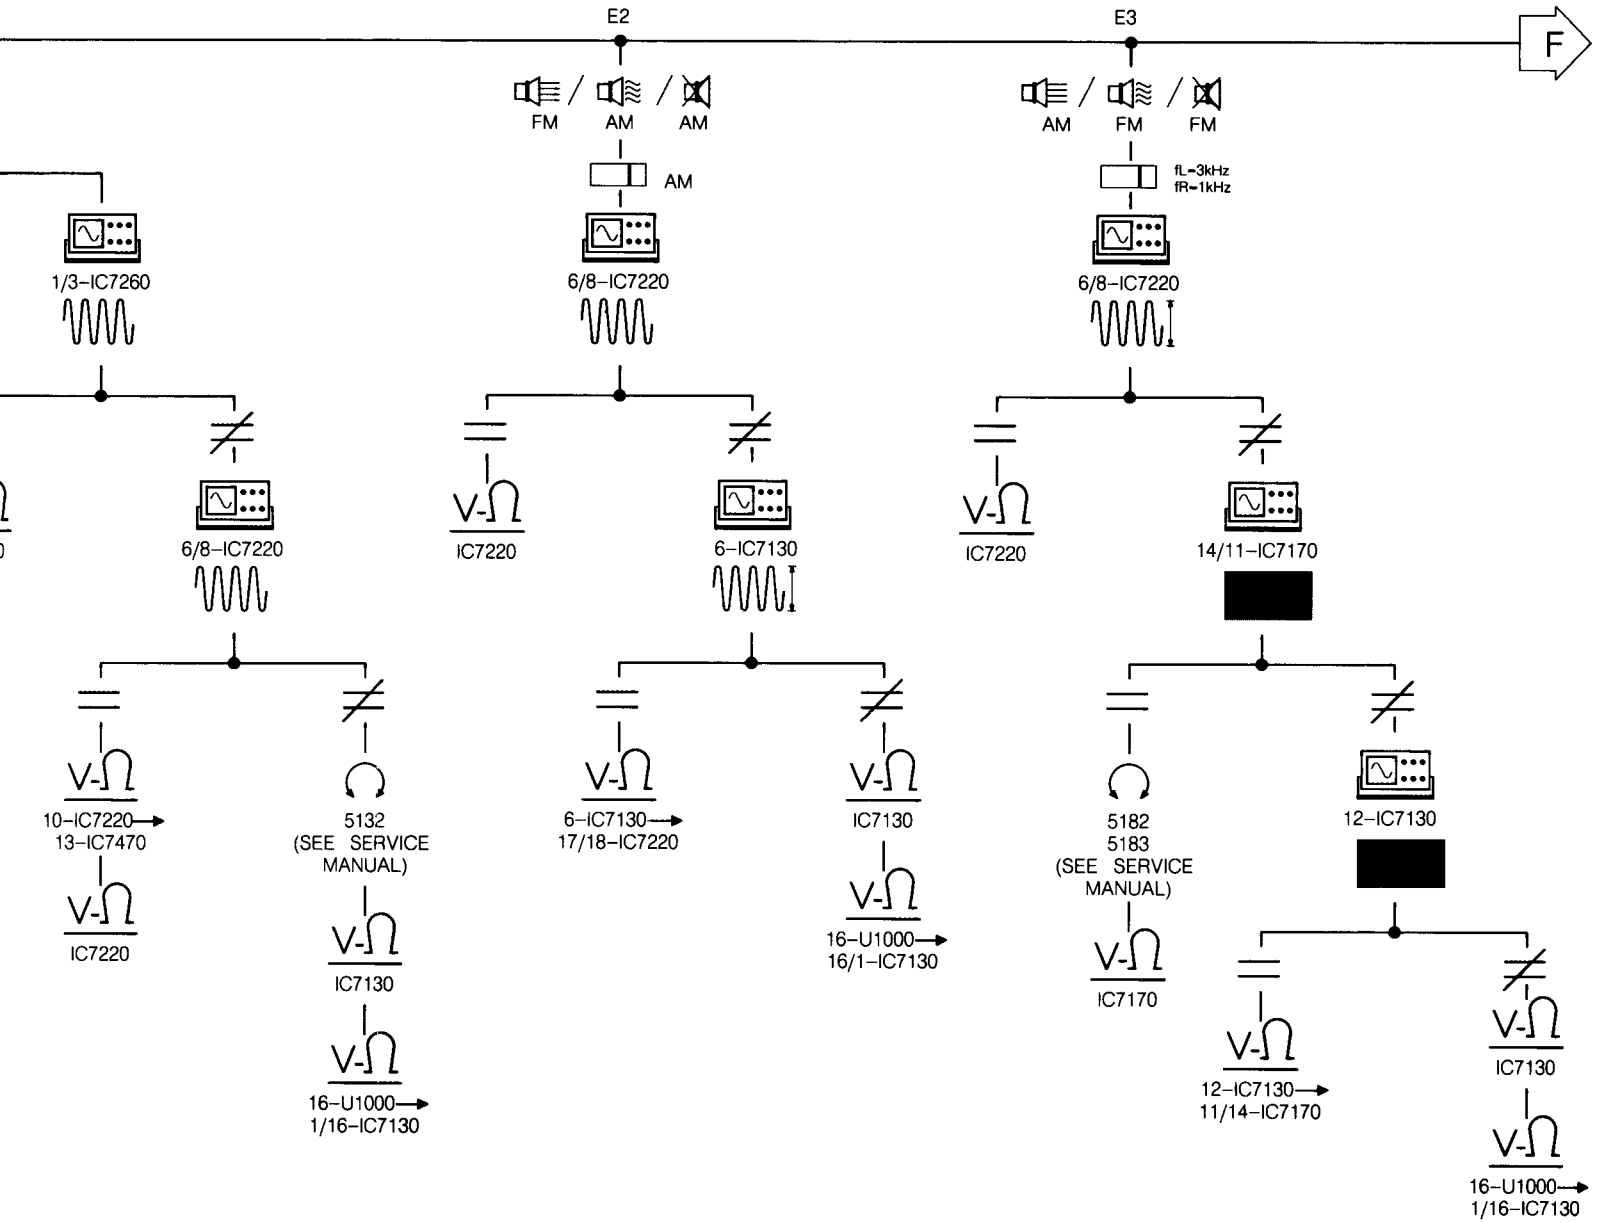 E2
E3
F
FM
AM
AM
AM
FM
FM
AM
fL=3kHz
fR=1kHz
1/3-IC7260
6/8-IC7220
6/8-IC7220
V-Ω
IC7220
V-Ω
IC7220
6/8-IC7220
6-IC7130
14/11-IC7170
V-Ω
10-IC7220→
13-IC7470
V-Ω
IC7220
5132
(SEE SERVICE
MANUAL)
V-Ω
IC7130
V-Ω
16-U1000→
1/16-IC7130
V-Ω
6-IC7130→
17/18-IC7220
V-Ω
IC7130
V-Ω
16-U1000→
16/1-IC7130
5182
5183
(SEE SERVICE
MANUAL)
V-Ω
IC7170
12-IC7130
V-Ω
12-IC7130→
11/14-IC7170
V-Ω
IC7130
V-Ω
16-U1000→
1/16-IC7130